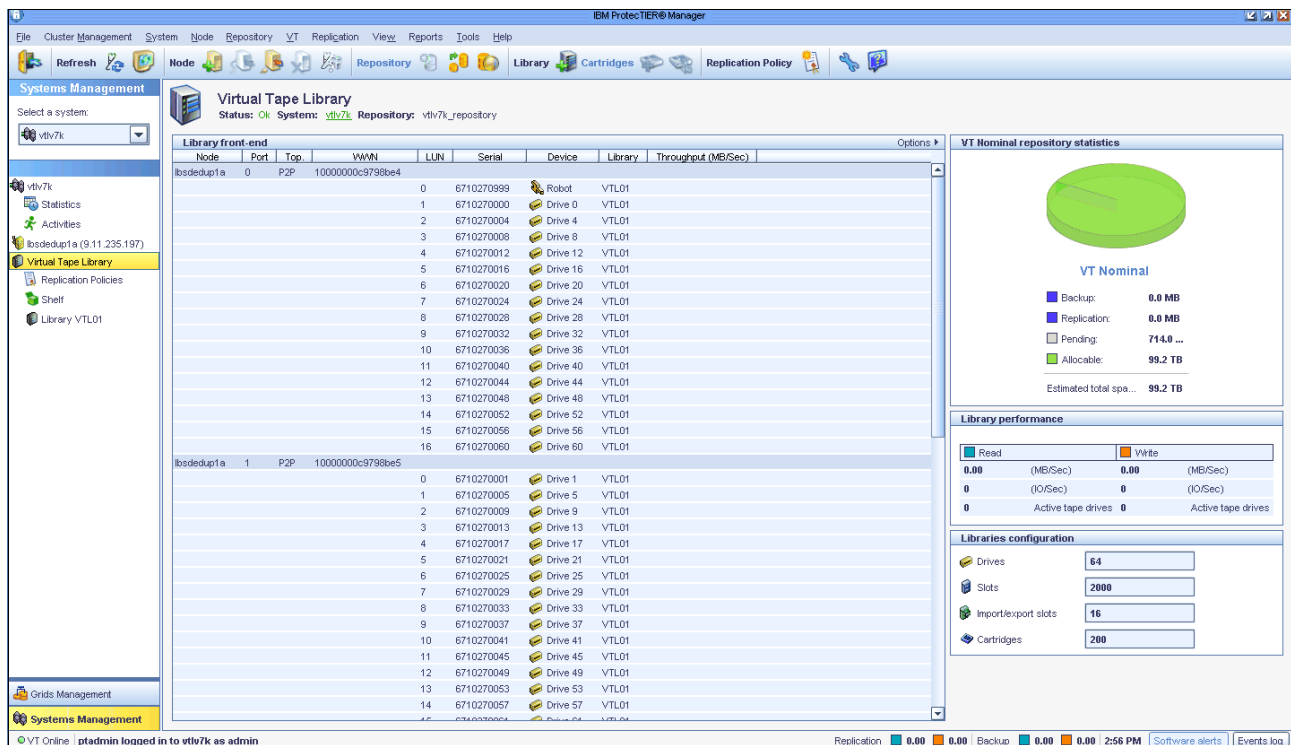 IBM ProtecTIER® Manager
File Cluster Management System Node Repository VT Replication View Reports Tools Help
Refresh Node Repository Library Cartridges Replication Policy
Systems Management
Select a system:
vtlv7k
vtlv7k
Statistics
Activities
lbsdedup1a (9.11.235.197)
Virtual Tape Library
Replication Policies
Shelf
Library VTL01
Grids Management
Systems Management
Virtual Tape Library
Status: Ok System: vtlv7k Repository: vtlv7k_repository
Library front-end Options
Node Port Top. WWN LUN Serial Device Library Throughput (MB/Sec)
lbsdedup1a 0 P2P 10000000c9798be4
0 6710270999 Robot VTL01
1 6710270000 Drive 0 VTL01
2 6710270004 Drive 4 VTL01
3 6710270008 Drive 8 VTL01
4 6710270012 Drive 12 VTL01
5 6710270016 Drive 16 VTL01
6 6710270020 Drive 20 VTL01
7 6710270024 Drive 24 VTL01
8 6710270028 Drive 28 VTL01
9 6710270032 Drive 32 VTL01
10 6710270036 Drive 36 VTL01
11 6710270040 Drive 40 VTL01
12 6710270044 Drive 44 VTL01
13 6710270048 Drive 48 VTL01
14 6710270052 Drive 52 VTL01
15 6710270056 Drive 56 VTL01
16 6710270060 Drive 60 VTL01
lbsdedup1a 1 P2P 10000000c9798be5
0 6710270001 Drive 1 VTL01
1 6710270005 Drive 5 VTL01
2 6710270009 Drive 9 VTL01
3 6710270013 Drive 13 VTL01
4 6710270017 Drive 17 VTL01
5 6710270021 Drive 21 VTL01
6 6710270025 Drive 25 VTL01
7 6710270029 Drive 29 VTL01
8 6710270033 Drive 33 VTL01
9 6710270037 Drive 37 VTL01
10 6710270041 Drive 41 VTL01
11 6710270045 Drive 45 VTL01
12 6710270049 Drive 49 VTL01
13 6710270053 Drive 53 VTL01
14 6710270057 Drive 57 VTL01
VT Nominal repository statistics
VT Nominal
Backup: 0.0 MB
Replication: 0.0 MB
Pending: 714.0 ...
Allocable: 99.2 TB
Estimated total spa... 99.2 TB
Library performance
Read Write
0.00 (MB/Sec) 0.00 (MB/Sec)
0 (IO/Sec) 0 (IO/Sec)
0 Active tape drives 0 Active tape drives
Libraries configuration
Drives 64
Slots 2000
Import/export slots 16
Cartridges 200
VT Online ptadmin logged in to vtlv7k as admin
Replication 0.00 0.00 Backup 0.00 0.00 2:56 PM Software alerts Events log